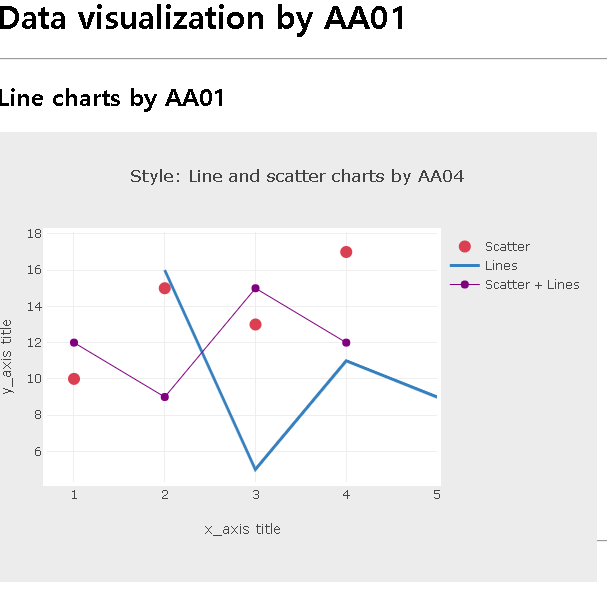 Data visualization by AA01
Line charts by AA01
Style: Line and scatter charts by AA04
18
16
14
12
10
8
6
y_axis title
1 2 3 4 5
x_axis title
Scatter
Lines
Scatter + Lines